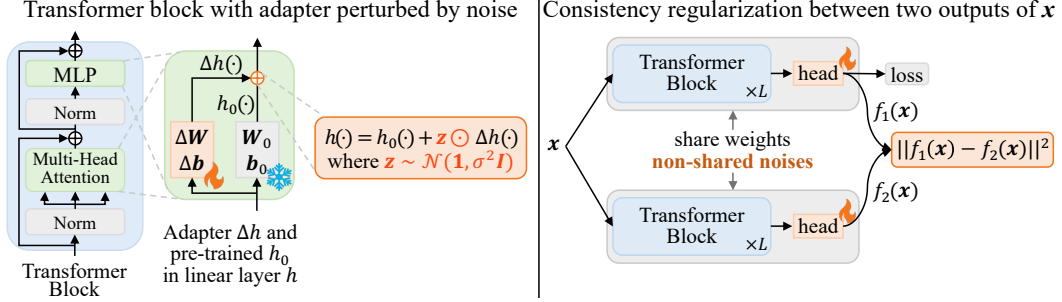 Transformer block with adapter perturbed by noise
MLP
Norm
Multi-Head
Attention
Norm
Transformer
Block
Δh(·)
h₀(·)
ΔW
Δb
W₀
b₀
Adapter Δh and
pre-trained h₀
in linear layer h
h(·) = h₀(·) + z ⊙ Δh(·)
where z ~ 𝒩(1, σ²I)
Consistency regularization between two outputs of x
Transformer
Block
×L
head
loss
f₁(x)
x
share weights
non-shared noises
||f₁(x) − f₂(x)||²
f₂(x)
Transformer
Block
×L
head